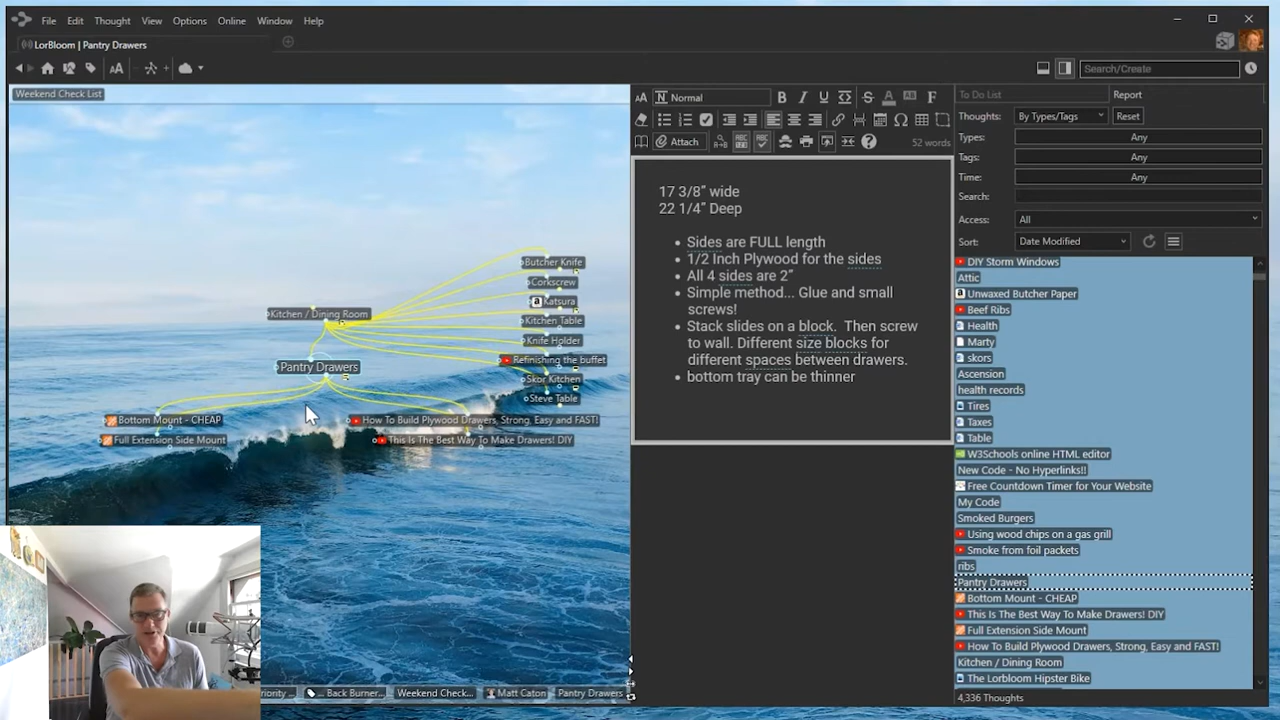 File Edit Thought View Options Online Window Help
LorBloom | Pantry Drawers
Search/Create
Weekend Check List
Kitchen / Dining Room
Pantry Drawers
Butcher Knife
Corkscrew
Katsura
Kitchen Table
Knife Holder
Refinishing the buffet
Skor Kitchen
Steve Table
Bottom Mount - CHEAP
Full Extension Side Mount
How To Build Plywood Drawers, Strong, Easy and FAST!
This Is The Best Way To Make Drawers! DIY
Normal
Attach
52 words
17 3/8" wide
22 1/4" Deep
• Sides are FULL length
• 1/2 Inch Plywood for the sides
• All 4 sides are 2"
• Simple method... Glue and small
screws!
• Stack slides on a block. Then screw
to wall. Different size blocks for
different spaces between drawers.
• bottom tray can be thinner
To Do List Report
Thoughts: By Types/Tags Reset
Types: Any
Tags: Any
Time: Any
Search:
Access: All
Sort: Date Modified
DIY Storm Windows
Attic
Unwaxed Butcher Paper
Beef Ribs
Health
Marty
skors
Ascension
health records
Tires
Taxes
Table
W3Schools online HTML editor
New Code - No Hyperlinks!!
Free Countdown Timer for Your Website
My Code
Smoked Burgers
Using wood chips on a gas grill
Smoke from foil packets
ribs
Pantry Drawers
Bottom Mount - CHEAP
This Is The Best Way To Make Drawers! DIY
Full Extension Side Mount
How To Build Plywood Drawers, Strong, Easy and FAST!
Kitchen / Dining Room
The Lorbloom Hipster Bike
4,336 Thoughts
iority ... ... Back Burner... Weekend Check... Matt Caton Pantry Drawers